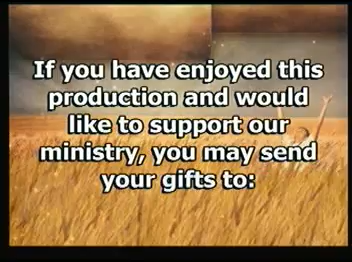 If you have enjoyed this
production and would
like to support our
ministry, you may send
your gifts to: